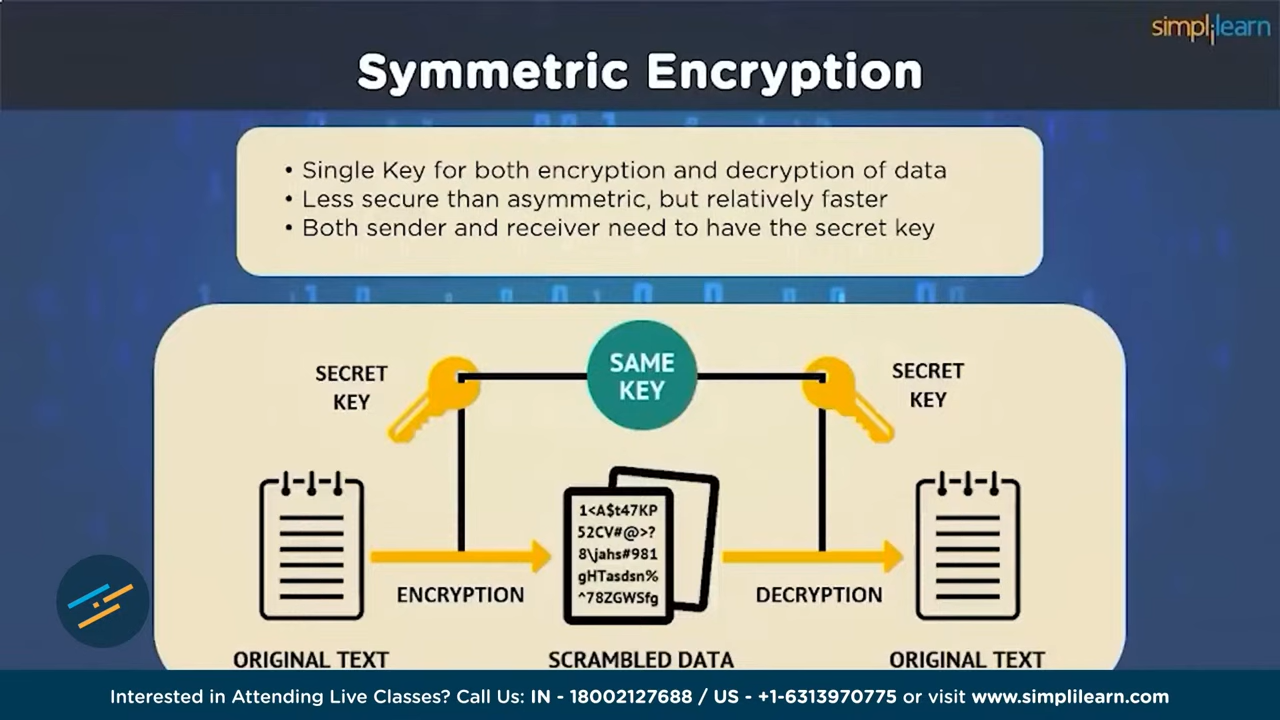 simplilearn
Symmetric Encryption
• Single Key for both encryption and decryption of data
• Less secure than asymmetric, but relatively faster
• Both sender and receiver need to have the secret key
SECRET
KEY
SAME
KEY
SECRET
KEY
1<A$t47KP
52CV#@>?
8\jahs#981
gHTasdsn%
^78ZGWSfg
ENCRYPTION
DECRYPTION
ORIGINAL TEXT
SCRAMBLED DATA
ORIGINAL TEXT
Interested in Attending Live Classes? Call Us: IN - 18002127688 / US - +1-6313970775 or visit www.simplilearn.com